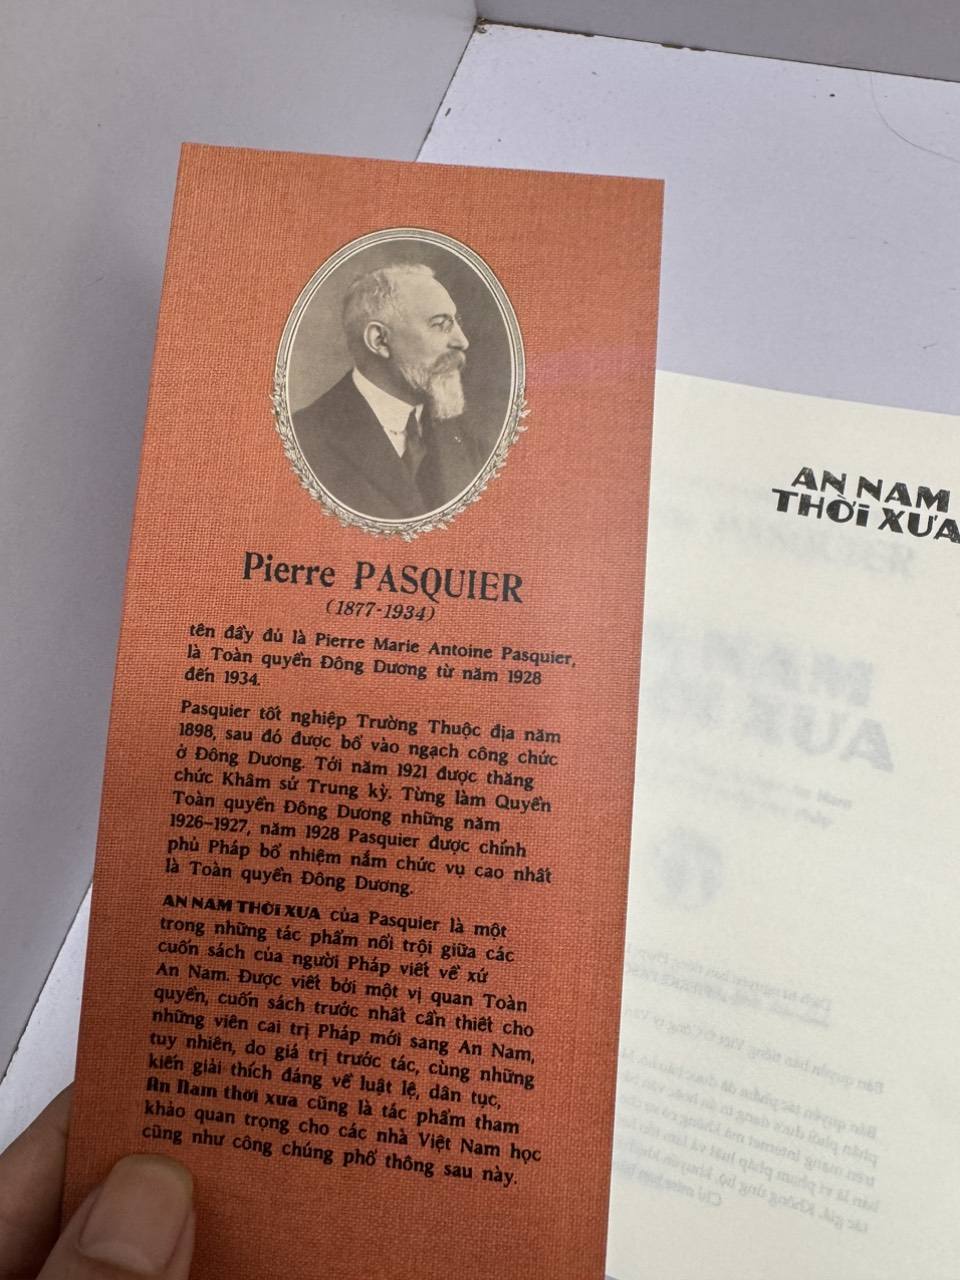 Pierre PASQUIER
(1877-1934)
tên đầy đủ là Pierre Marie Antoine Pasquier,
là Toàn quyền Đông Dương từ năm 1928
đến 1934.
Pasquier tốt nghiệp Trường Thuộc địa năm
1898, sau đó được bổ vào ngạch công chức
ở Đông Dương. Tới năm 1921 được thăng
chức Khâm sứ Trung kỳ. Từng làm Quyền
Toàn quyền Đông Dương những năm
1926–1927, năm 1928 Pasquier được chính
phủ Pháp bổ nhiệm nắm chức vụ cao nhất
là Toàn quyền Đông Dương.
AN NAM THỜI XƯA của Pasquier là một
trong những tác phẩm nổi trội giữa các
cuốn sách của người Pháp viết về xứ
An Nam. Được viết bởi một vị quan Toàn
quyền, cuốn sách trước nhất cần thiết cho
những viên cai trị Pháp mới sang An Nam,
tuy nhiên, do giá trị trước tác, cùng những
kiến giải thích đáng về luật lệ, dân tục,
An Nam thời xưa cũng là tác phẩm tham
khảo quan trọng cho các nhà Việt Nam học
cũng như công chúng phổ thông sau này.
AN NAM
THỜI XƯA